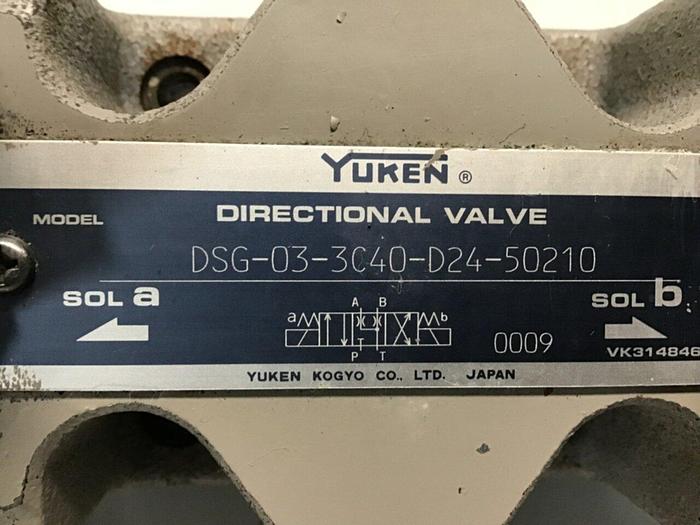 YUKEN ®
MODEL DIRECTIONAL VALVE
DSG-03-3C40-D24-50210
SOL a SOL b
A B
a b
P T
0009
VK314846
YUKEN KOGYO CO., LTD. JAPAN